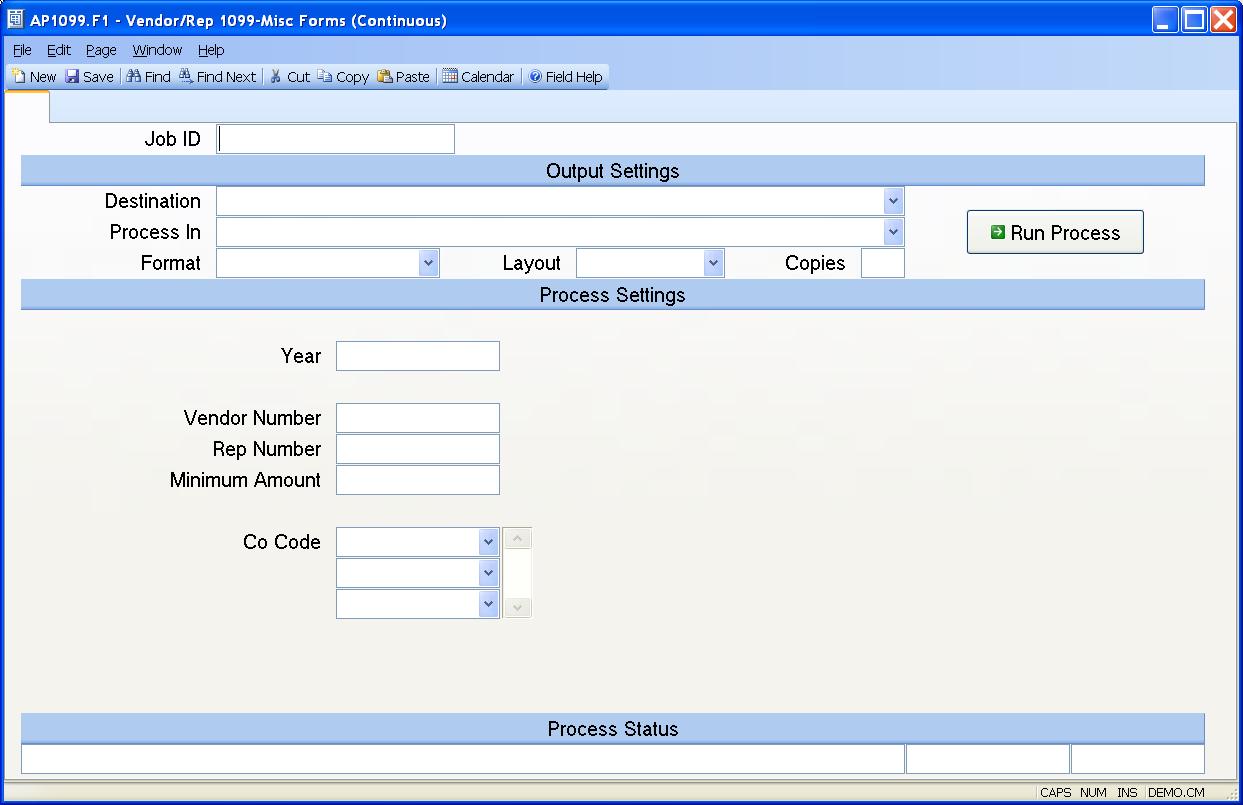 AP1099.F1 - Vendor/Rep 1099-Misc Forms (Continuous)
File Edit Page Window Help
New Save Find Find Next Cut Copy Paste Calendar Field Help
Job ID
Output Settings
Destination
Process In
Run Process
Format Layout Copies
Process Settings
Year
Vendor Number
Rep Number
Minimum Amount
Co Code
Process Status
CAPS NUM INS DEMO.CM